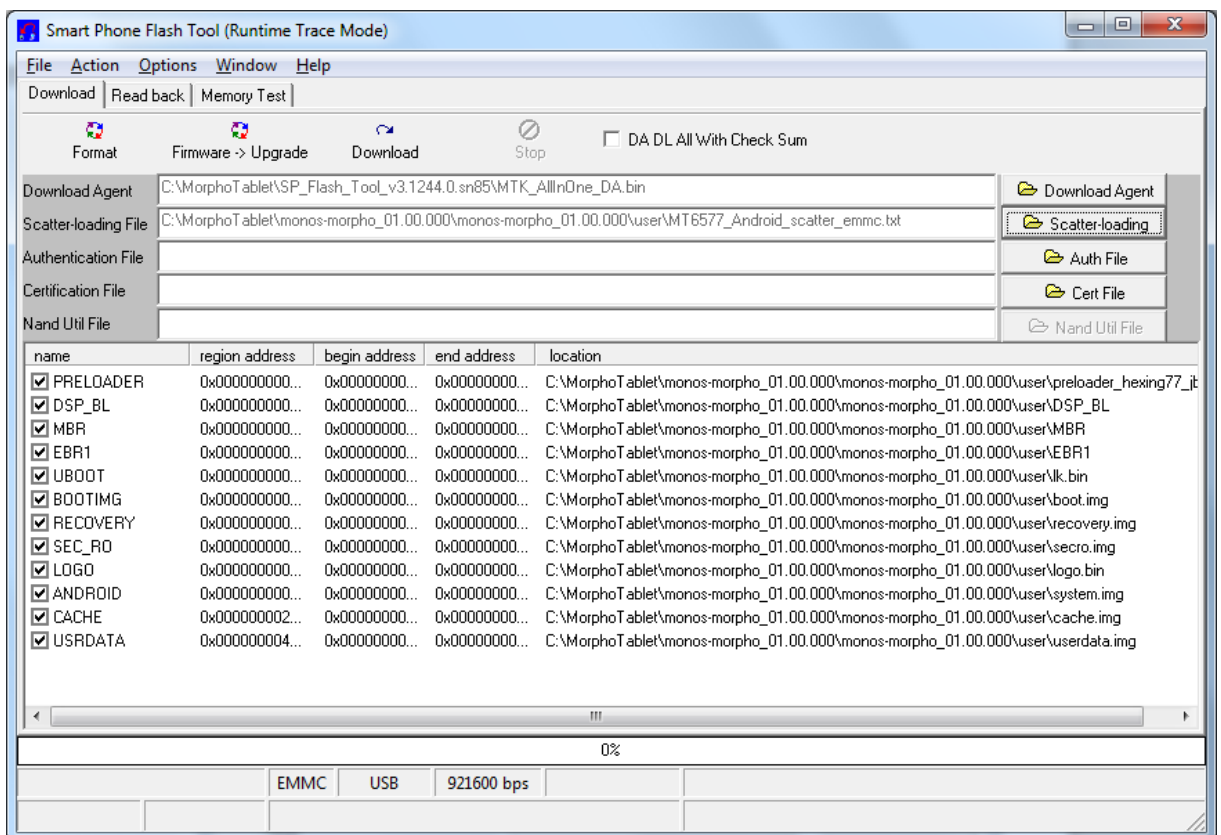 Smart Phone Flash Tool (Runtime Trace Mode)
File Action Options Window Help
Download Read back Memory Test
Format Firmware -> Upgrade Download Stop DA DL All With Check Sum
Download Agent C:\MorphoTablet\SP_Flash_Tool_v3.1244.0.sn85\MTK_AllInOne_DA.bin Download Agent
Scatter-loading File C:\MorphoTablet\monos-morpho_01.00.000\monos-morpho_01.00.000\user\MT6577_Android_scatter_emmc.txt Scatter-loading
Authentication File Auth File
Certification File Cert File
Nand Util File Nand Util File
name region address begin address end address location
PRELOADER 0x000000000... 0x00000000... 0x00000000... C:\MorphoTablet\monos-morpho_01.00.000\monos-morpho_01.00.000\user\preloader_hexing77_jb
DSP_BL 0x000000000... 0x00000000... 0x00000000... C:\MorphoTablet\monos-morpho_01.00.000\monos-morpho_01.00.000\user\DSP_BL
MBR 0x000000000... 0x00000000... 0x00000000... C:\MorphoTablet\monos-morpho_01.00.000\monos-morpho_01.00.000\user\MBR
EBR1 0x000000000... 0x00000000... 0x00000000... C:\MorphoTablet\monos-morpho_01.00.000\monos-morpho_01.00.000\user\EBR1
UBOOT 0x000000000... 0x00000000... 0x00000000... C:\MorphoTablet\monos-morpho_01.00.000\monos-morpho_01.00.000\user\lk.bin
BOOTIMG 0x000000000... 0x00000000... 0x00000000... C:\MorphoTablet\monos-morpho_01.00.000\monos-morpho_01.00.000\user\boot.img
RECOVERY 0x000000000... 0x00000000... 0x00000000... C:\MorphoTablet\monos-morpho_01.00.000\monos-morpho_01.00.000\user\recovery.img
SEC_RO 0x000000000... 0x00000000... 0x00000000... C:\MorphoTablet\monos-morpho_01.00.000\monos-morpho_01.00.000\user\secro.img
LOGO 0x000000000... 0x00000000... 0x00000000... C:\MorphoTablet\monos-morpho_01.00.000\monos-morpho_01.00.000\user\logo.bin
ANDROID 0x000000000... 0x00000000... 0x00000000... C:\MorphoTablet\monos-morpho_01.00.000\monos-morpho_01.00.000\user\system.img
CACHE 0x000000002... 0x00000000... 0x00000000... C:\MorphoTablet\monos-morpho_01.00.000\monos-morpho_01.00.000\user\cache.img
USRDATA 0x000000004... 0x00000000... 0x00000000... C:\MorphoTablet\monos-morpho_01.00.000\monos-morpho_01.00.000\user\userdata.img
0%
EMMC USB 921600 bps